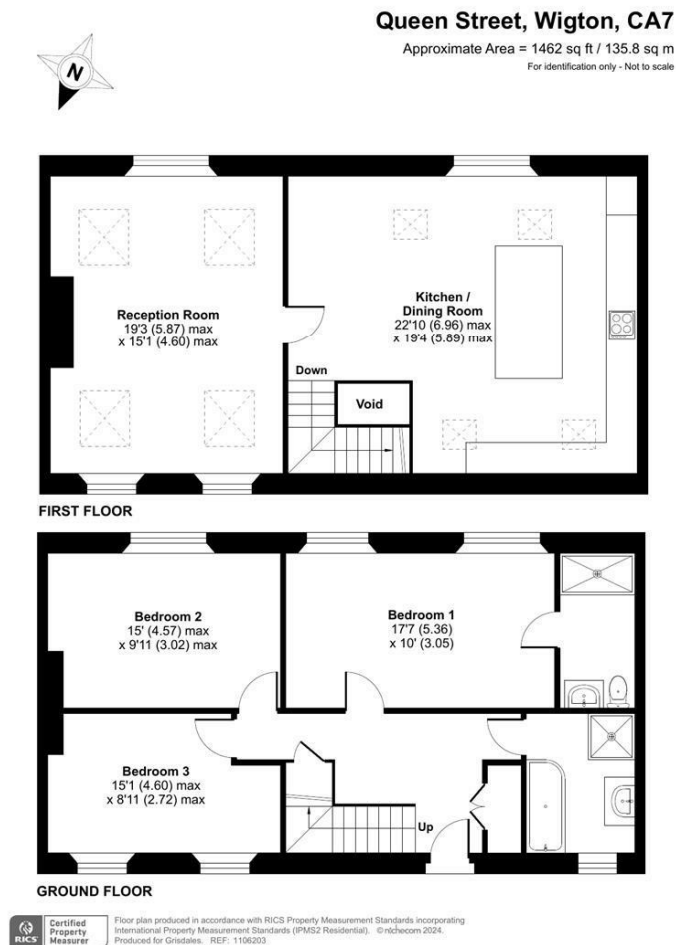 Queen Street, Wigton, CA7
Approximate Area = 1462 sq ft / 135.8 sq m
For identification only - Not to scale
N
Reception Room
19'3 (5.87) max
x 15'1 (4.60) max
Kitchen /
Dining Room
22'10 (6.96) max
x 19'4 (5.89) max
Down
Void
FIRST FLOOR
Bedroom 2
15' (4.57) max
x 9'11 (3.02) max
Bedroom 1
17'7 (5.36)
x 10' (3.05)
Bedroom 3
15'1 (4.60) max
x 8'11 (2.72) max
Up
GROUND FLOOR
RICS
Certified
Property
Measurer
Floor plan produced in accordance with RICS Property Measurement Standards incorporating
International Property Measurement Standards (IPMS2 Residential). © nichecom 2024.
Produced for Grisdales. REF: 1106203